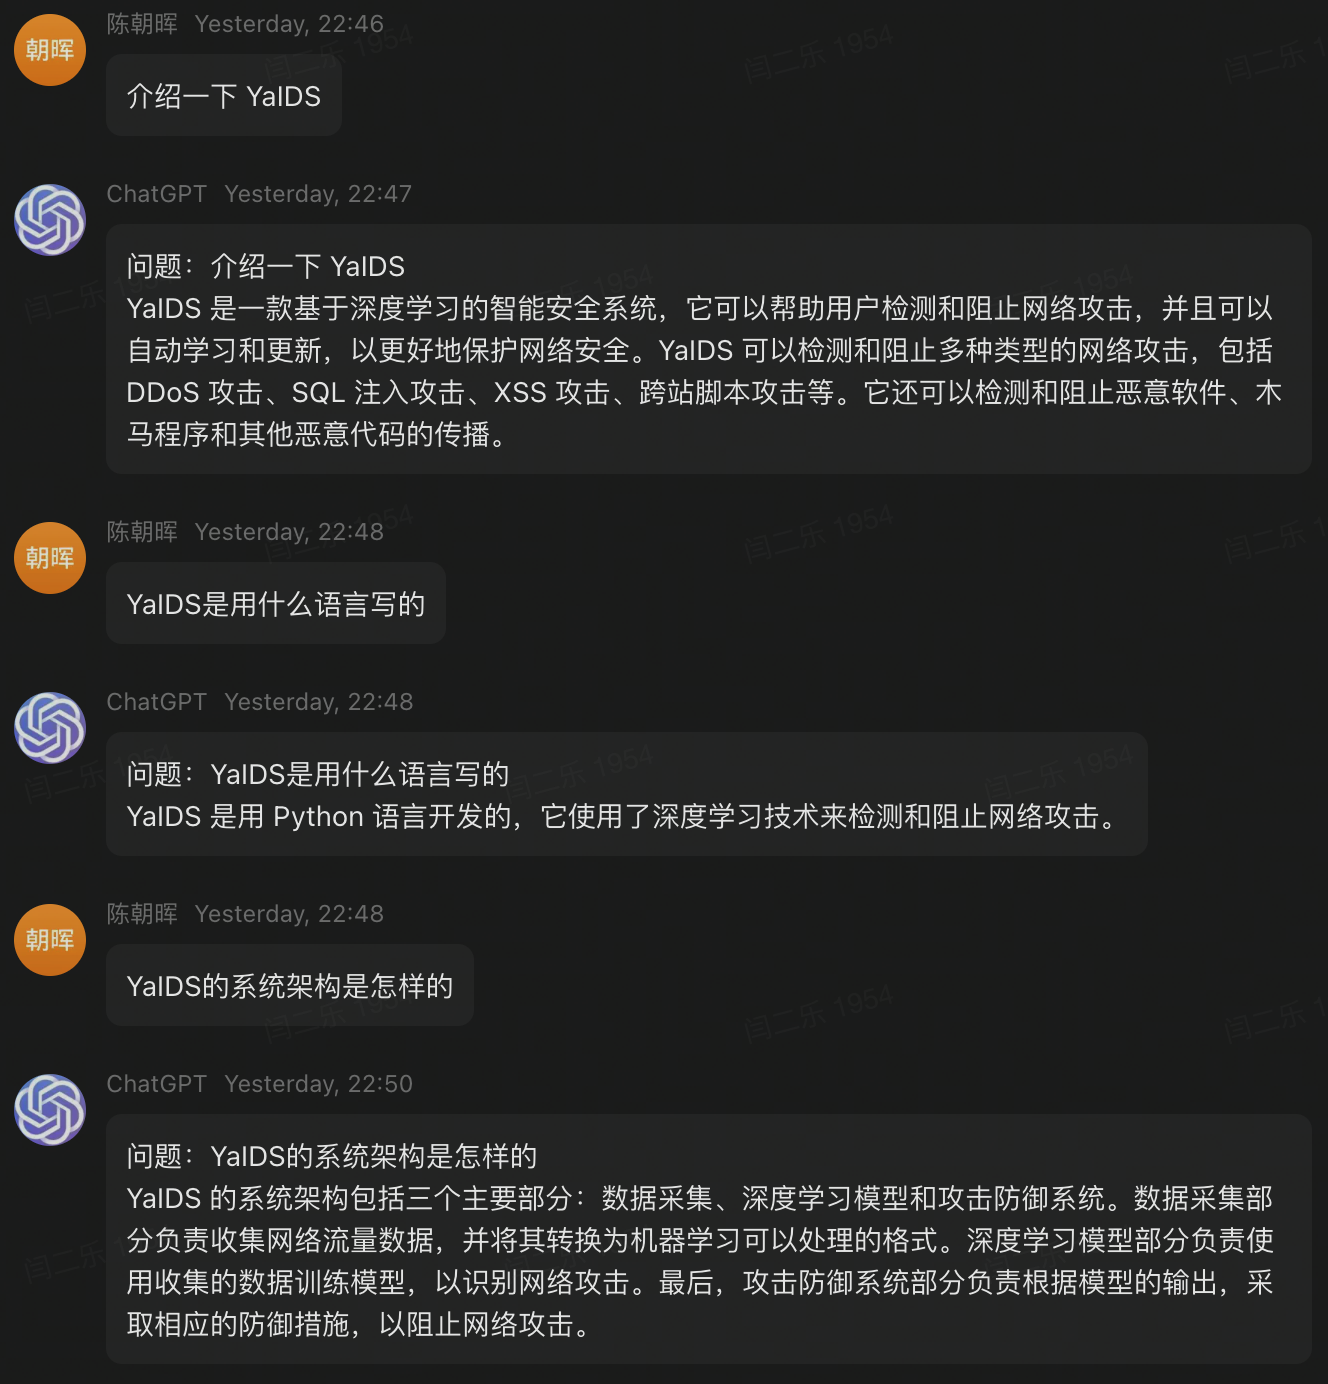 陈朝晖 Yesterday, 22:46
朝晖
介绍一下 YaIDS
ChatGPT Yesterday, 22:47
问题：介绍一下 YaIDS
YaIDS 是一款基于深度学习的智能安全系统，它可以帮助用户检测和阻止网络攻击，并且可以
自动学习和更新，以更好地保护网络安全。YaIDS 可以检测和阻止多种类型的网络攻击，包括
DDoS 攻击、SQL 注入攻击、XSS 攻击、跨站脚本攻击等。它还可以检测和阻止恶意软件、木
马程序和其他恶意代码的传播。
陈朝晖 Yesterday, 22:48
朝晖
YaIDS是用什么语言写的
ChatGPT Yesterday, 22:48
问题：YaIDS是用什么语言写的
YaIDS 是用 Python 语言开发的，它使用了深度学习技术来检测和阻止网络攻击。
陈朝晖 Yesterday, 22:48
朝晖
YaIDS的系统架构是怎样的
ChatGPT Yesterday, 22:50
问题：YaIDS的系统架构是怎样的
YaIDS 的系统架构包括三个主要部分：数据采集、深度学习模型和攻击防御系统。数据采集部
分负责收集网络流量数据，并将其转换为机器学习可以处理的格式。深度学习模型部分负责使
用收集的数据训练模型，以识别网络攻击。最后，攻击防御系统部分负责根据模型的输出，采
取相应的防御措施，以阻止网络攻击。
闫二乐 1954